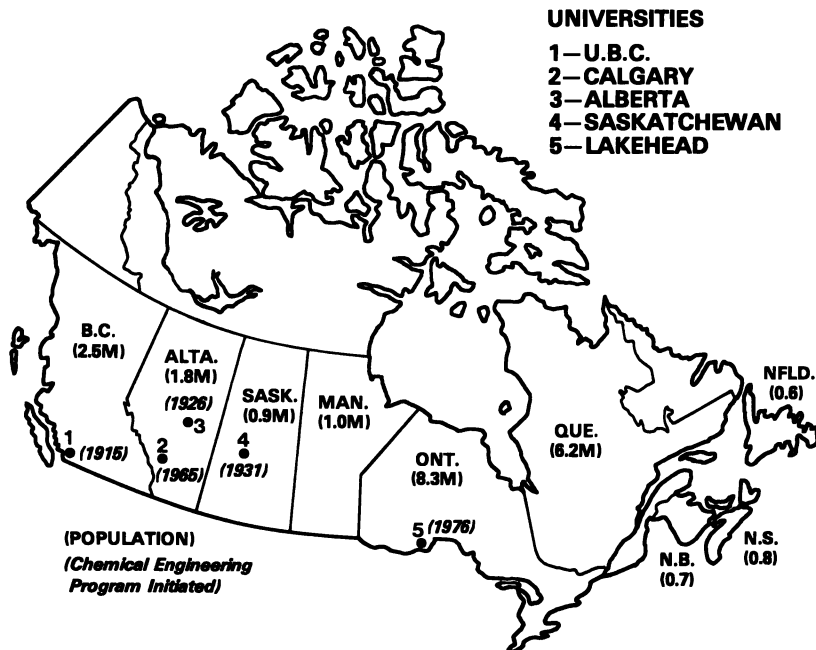 UNIVERSITIES
1—U.B.C.
2—CALGARY
3—ALBERTA
4—SASKATCHEWAN
5—LAKEHEAD
B.C.
(2.5M)
ALTA.
(1.8M)
(1926)
3
SASK.
(0.9M)
MAN.
(1.0M)
1
(1915)
2
(1965)
4
(1931)
ONT.
(8.3M)
5 (1976)
QUE.
(6.2M)
NFLD.
(0.6)
N.B.
(0.7)
N.S.
(0.8)
(POPULATION)
(Chemical Engineering
Program Initiated)